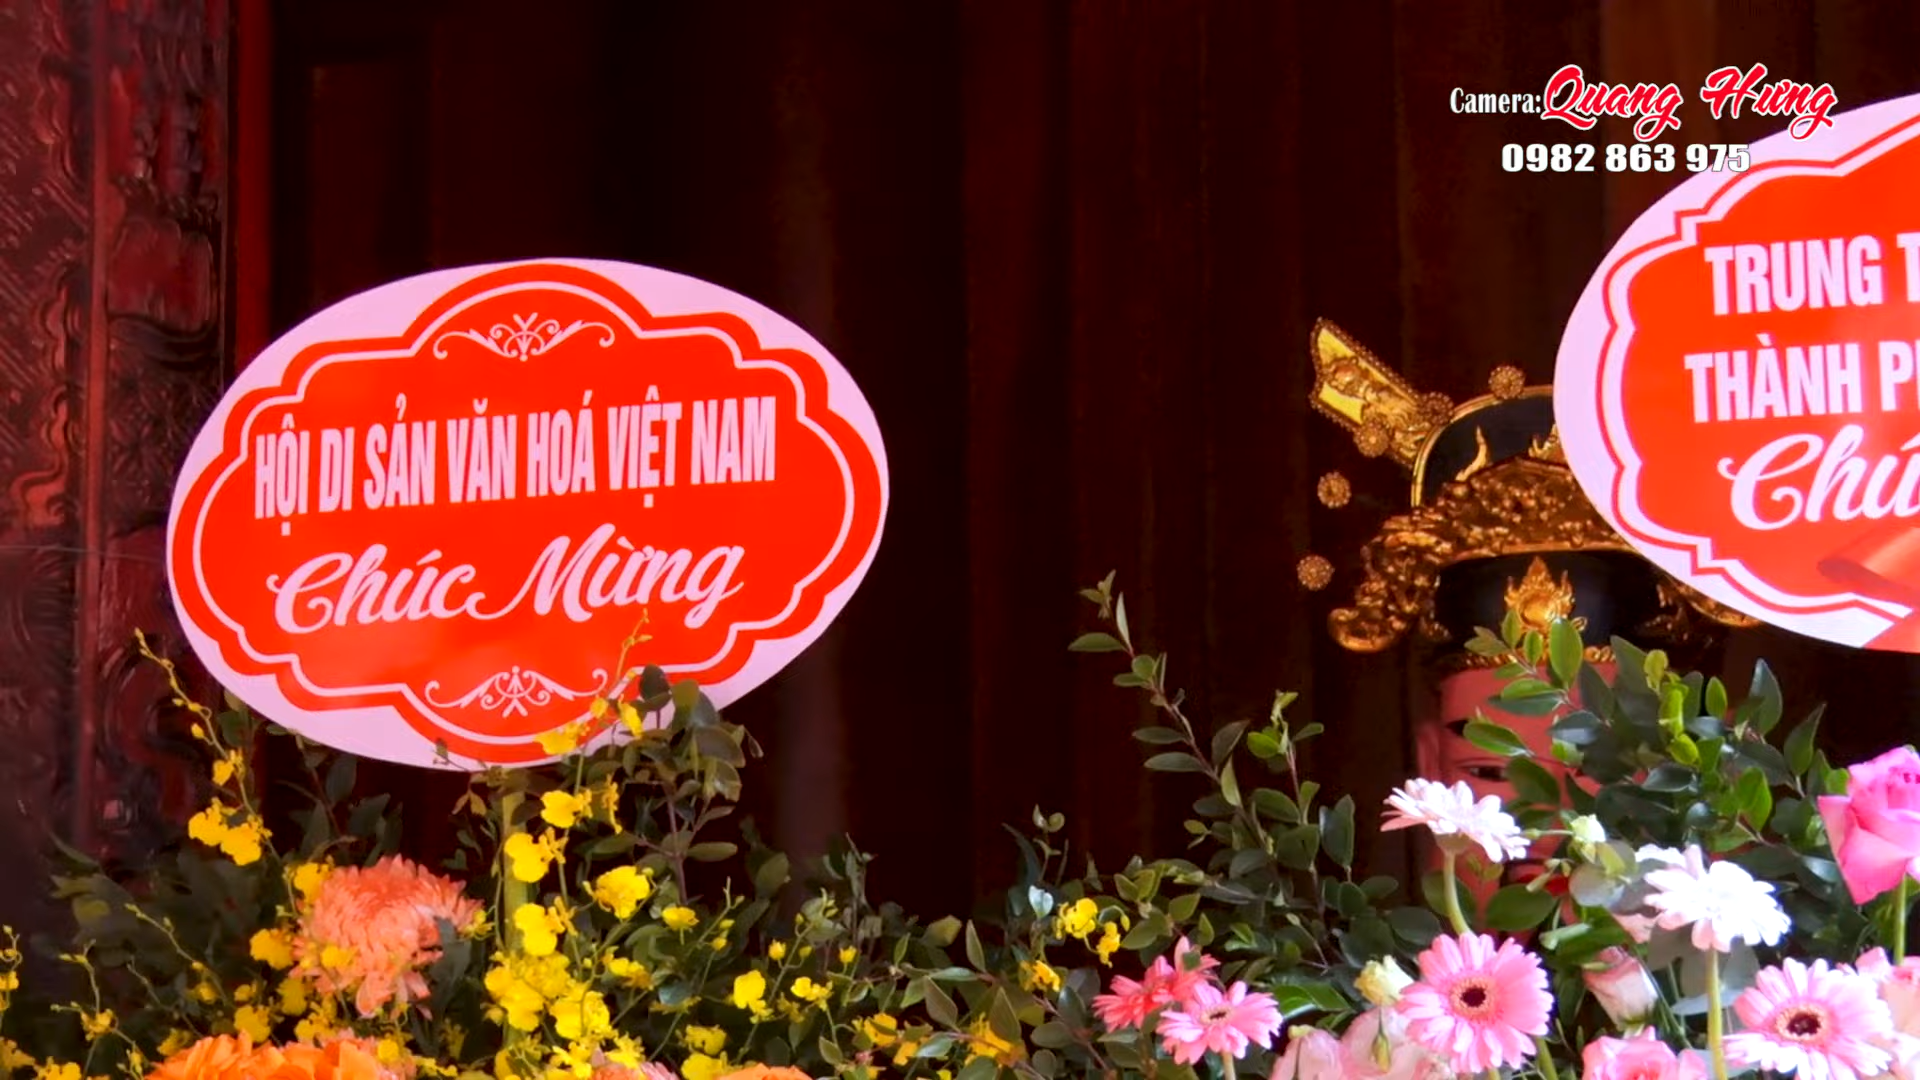 Camera: Quang Hưng
0982 863 975
HỘI DI SẢN VĂN HOÁ VIỆT NAM
Chúc Mừng
TRUNG
THÀNH